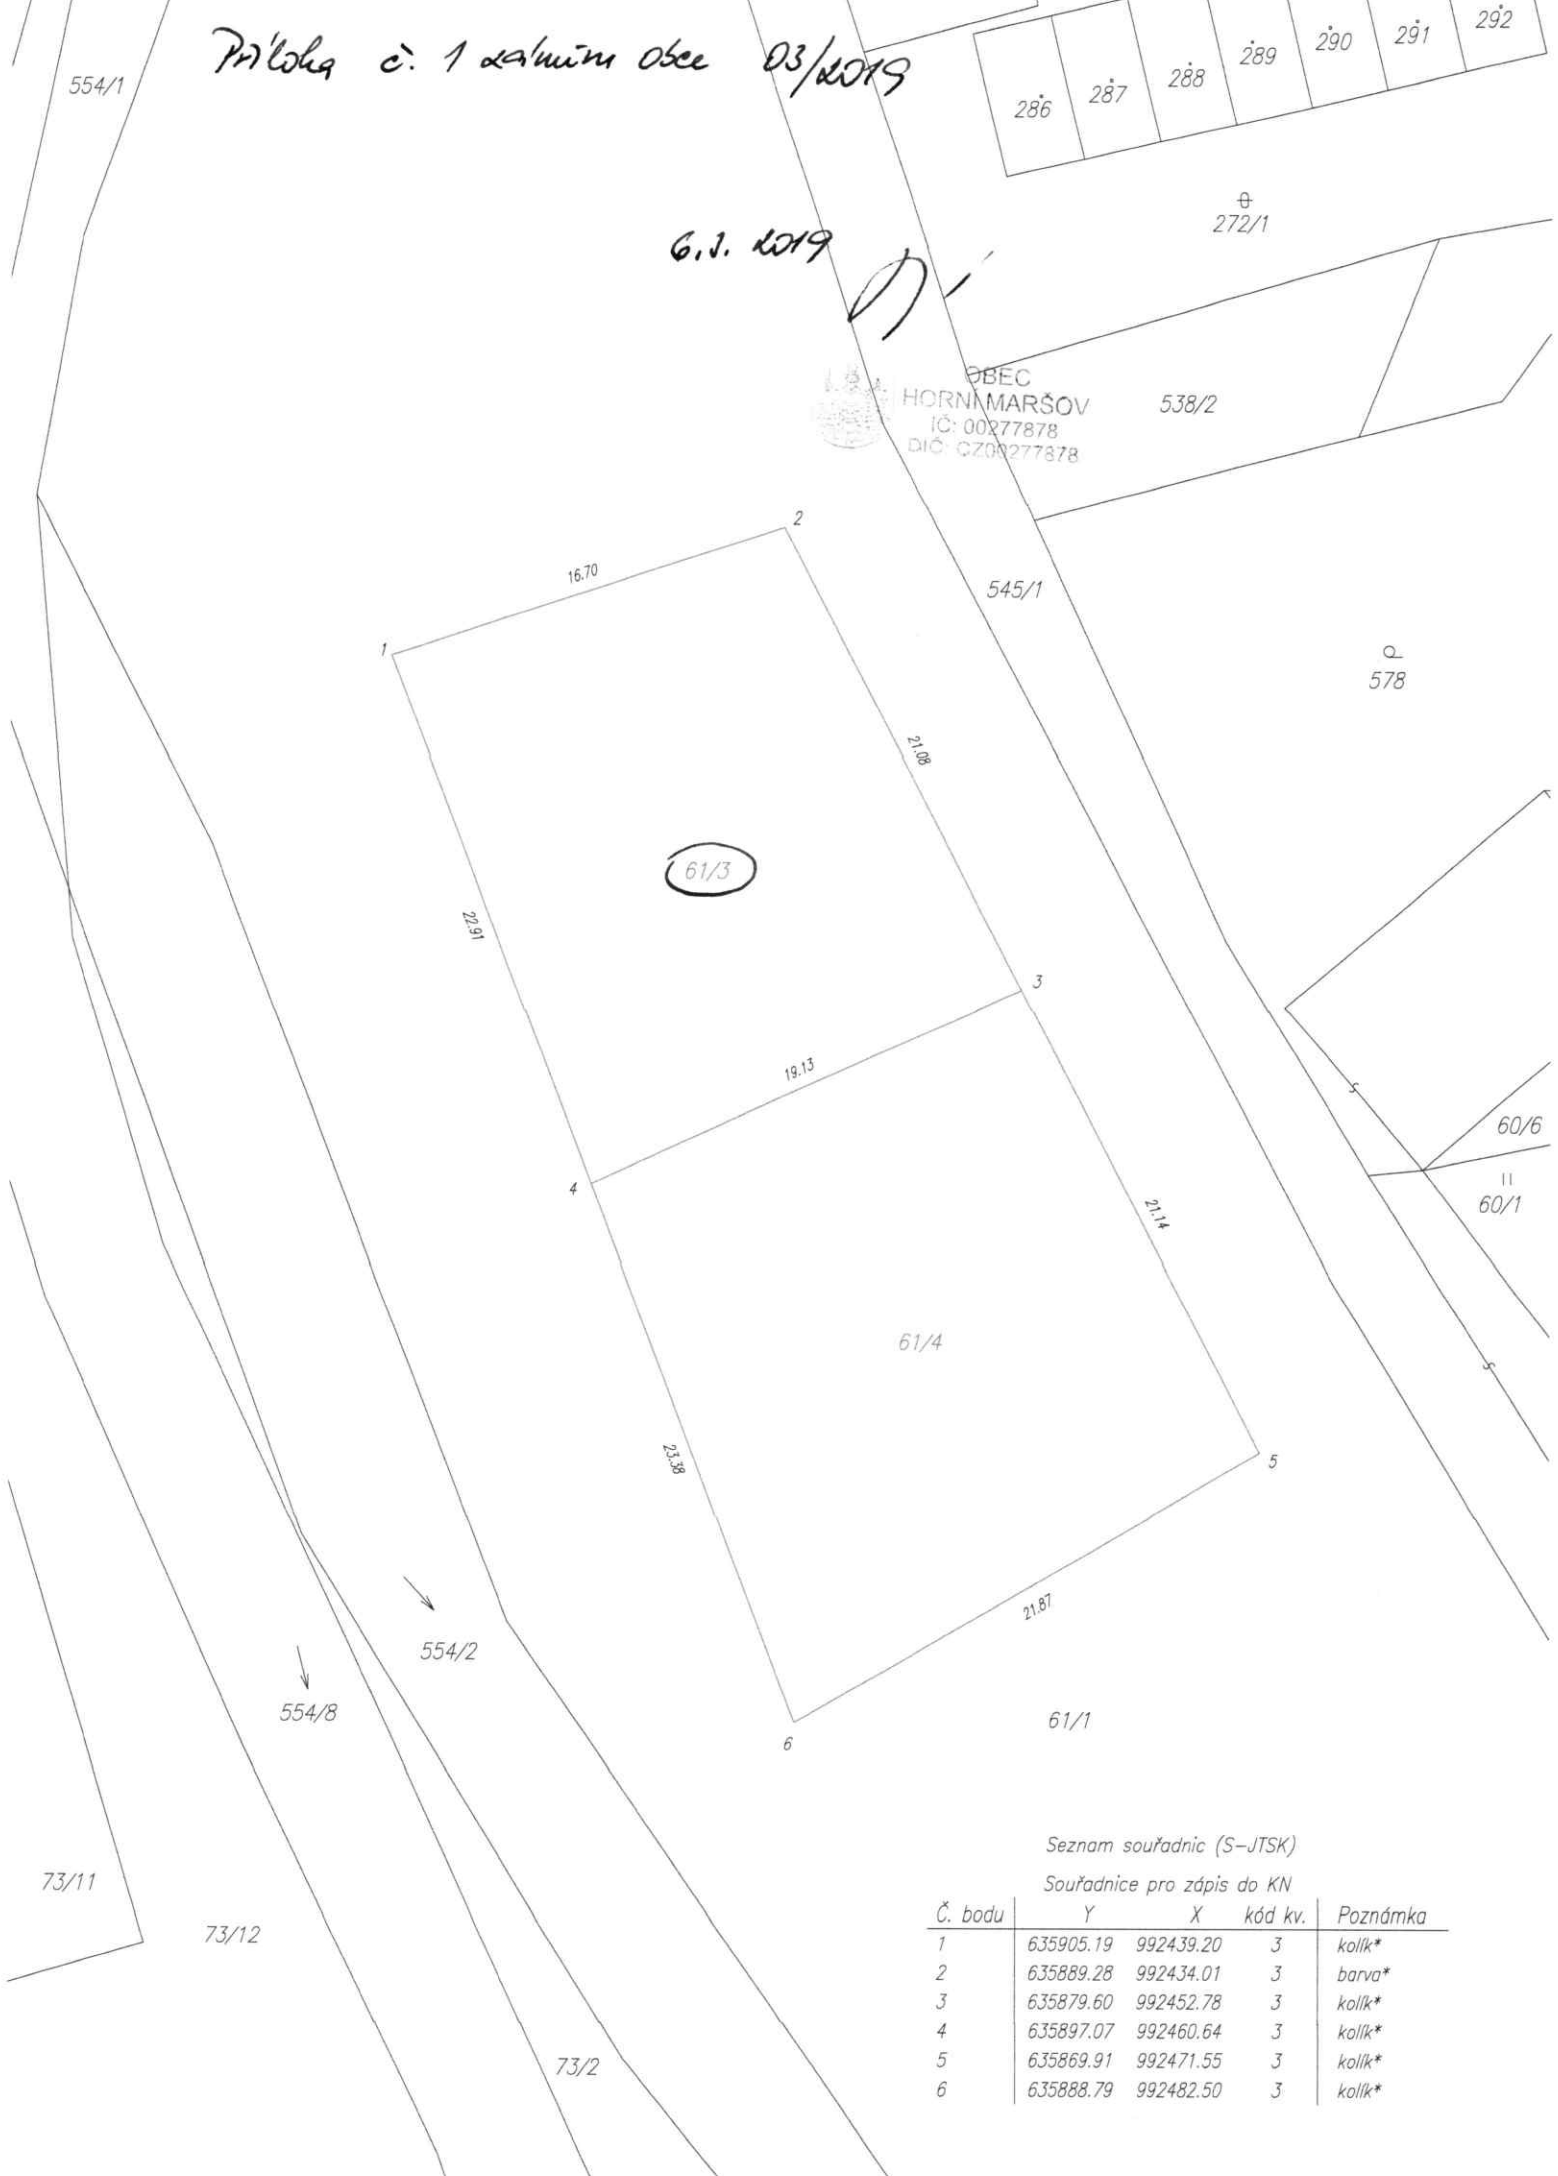 Příloha č. 1 záměru obce 03/2019
554/1
286
287
288
289
290
291
292
272/1
6.3. 2019
OBEC
HORNÍ MARŠOV
IČ: 00277878
DIČ: CZ00277878
538/2
2
16.70
545/1
1
578
21.08
61/3
22.91
3
19.13
60/6
4
60/1
21.14
61/4
23.38
5
21.87
554/2
554/8
61/1
6
73/11
73/12
73/2
Seznam souřadnic (S-JTSK)
Souřadnice pro zápis do KN
Č. bodu Y X kód kv. Poznámka
1 635905.19 992439.20 3 kolík*
2 635889.28 992434.01 3 barva*
3 635879.60 992452.78 3 kolík*
4 635897.07 992460.64 3 kolík*
5 635869.91 992471.55 3 kolík*
6 635888.79 992482.50 3 kolík*